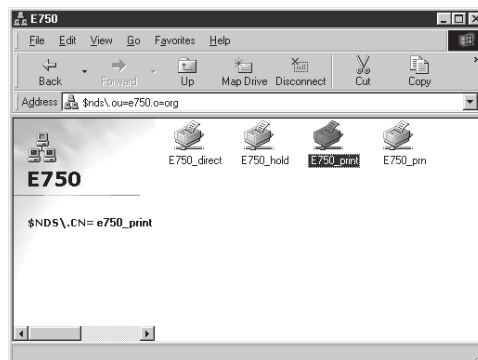 E750
File Edit View Go Favorites Help
Back Forward Up Map Drive Disconnect Cut Copy
Address $nds\.ou=e750.o=org
E750_direct E750_hold E750_print E750_prn
E750
$NDS\.CN= e750_print